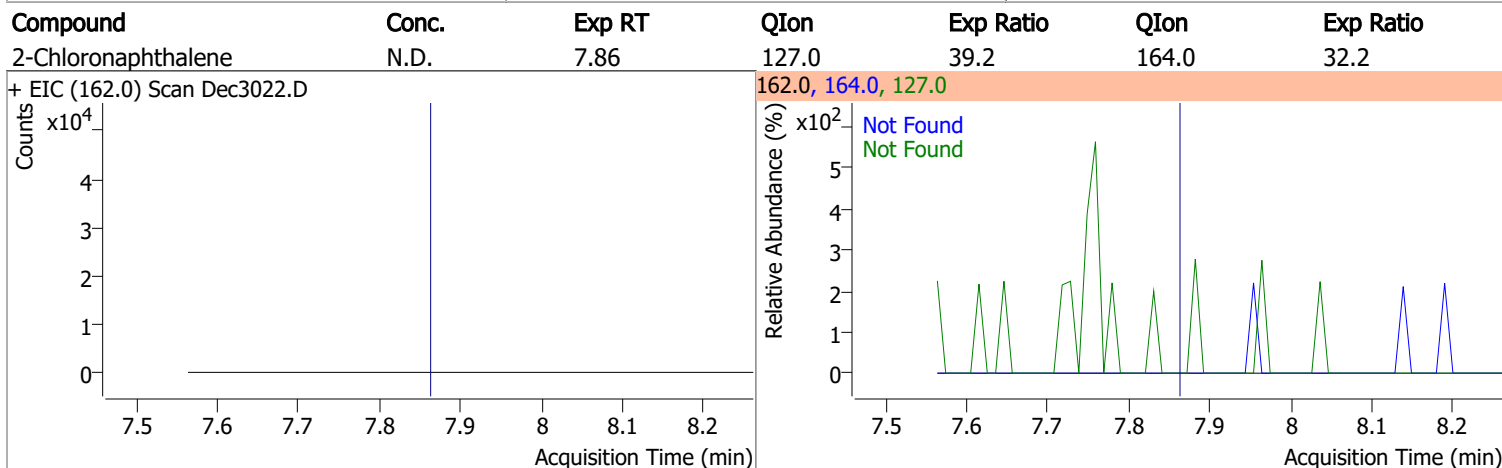 Compound Conc. Exp RT QIon Exp Ratio QIon Exp Ratio
2-Chloronaphthalene N.D. 7.86 127.0 39.2 164.0 32.2
+ EIC (162.0) Scan Dec3022.D
Counts
x10⁴
4
3
2
1
0
7.5 7.6 7.7 7.8 7.9 8 8.1 8.2
Acquisition Time (min)
162.0, 164.0, 127.0
Relative Abundance (%)
x10²
Not Found
Not Found
5
4
3
2
1
0
7.5 7.6 7.7 7.8 7.9 8 8.1 8.2
Acquisition Time (min)